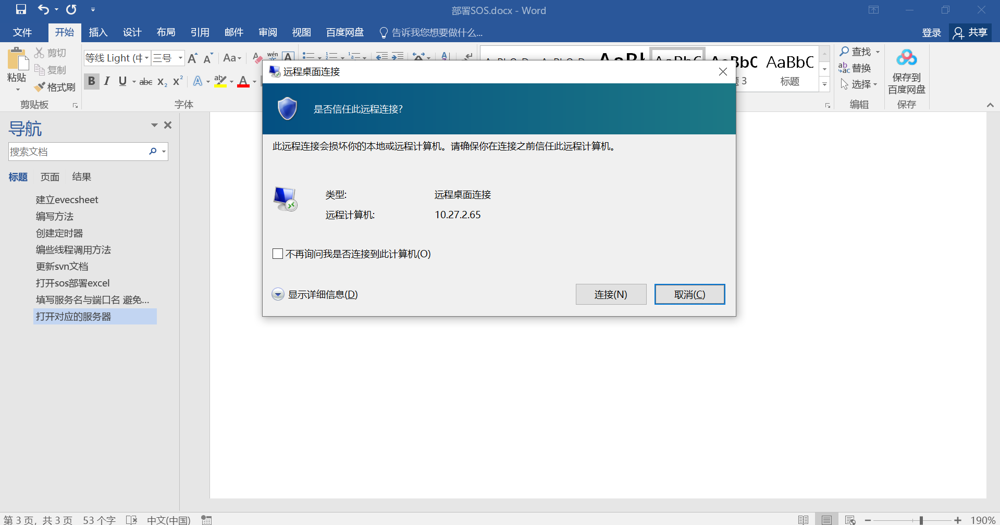 部署SOS.docx - Word
文件 开始 插入 设计 布局 引用 邮件 审阅 视图 百度网盘 告诉我您想要做什么... 登录 共享
粘贴
剪切
复制
格式刷
剪贴板
等线 Light (中 三号
Aa
wén
字体
AaBbC
标题
查找
替换
选择
编辑
保存到
百度网盘
保存
导航
搜索文档
标题 页面 结果
建立evecsheet
编写方法
创建定时器
编些线程调用方法
更新svn文档
打开sos部署excel
填写服务名与端口名 避免...
打开对应的服务器
远程桌面连接
是否信任此远程连接?
此远程连接会损坏你的本地或远程计算机。请确保你在连接之前信任此远程计算机。
类型: 远程桌面连接
远程计算机: 10.27.2.65
不再询问我是否连接到此计算机(O)
显示详细信息(D) 连接(N) 取消(C)
第 3 页，共 3 页 53 个字 中文(中国) 190%